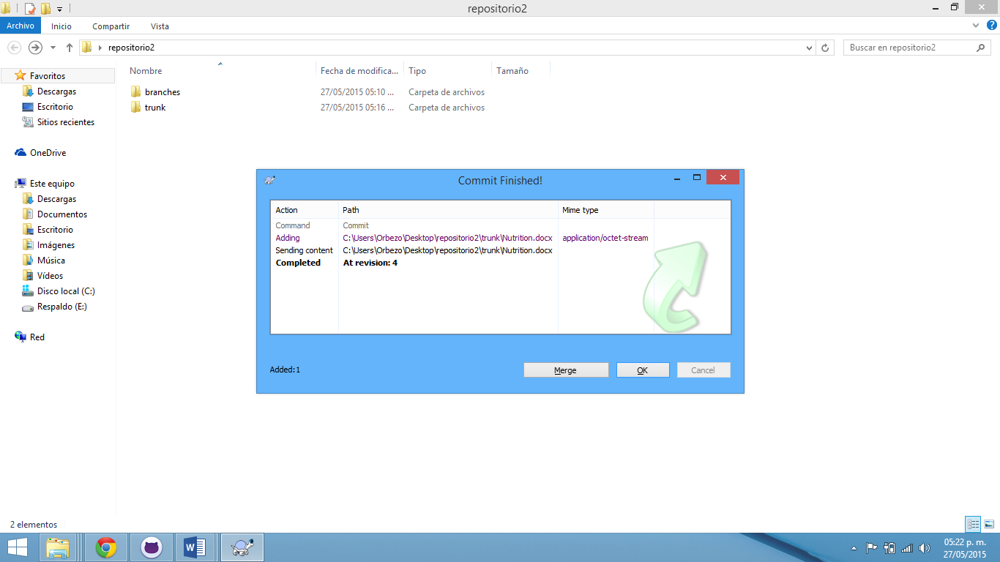 repositorio2
Archivo Inicio Compartir Vista
repositorio2
Buscar en repositorio2
Nombre Fecha de modifica... Tipo Tamaño
branches 27/05/2015 05:10 ... Carpeta de archivos
trunk 27/05/2015 05:16 ... Carpeta de archivos
Favoritos
Descargas
Escritorio
Sitios recientes
OneDrive
Este equipo
Descargas
Documentos
Escritorio
Imágenes
Música
Vídeos
Disco local (C:)
Respaldo (E:)
Red
Commit Finished!
Action Path Mime type
Command Commit
Adding C:\Users\Orbezo\Desktop\repositorio2\trunk\Nutrition.docx application/octet-stream
Sending content C:\Users\Orbezo\Desktop\repositorio2\trunk\Nutrition.docx
Completed At revision: 4
Added:1
Merge OK Cancel
2 elementos
05:22 p. m.
27/05/2015